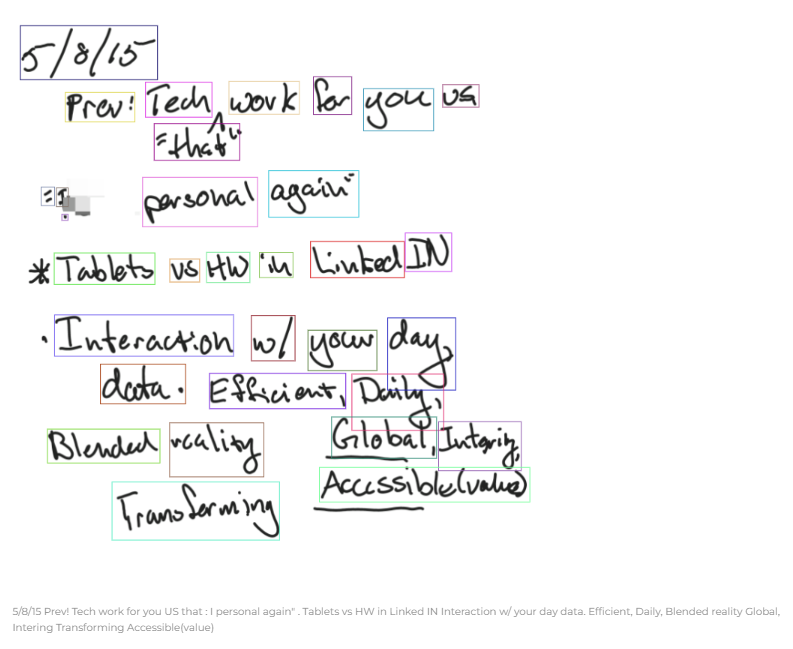 5/8/15
Prev! Tech work for you vs
"that"
personal again"
* Tablets vs HW in Linked IN
· Interaction w/ your day,
data. Efficient, Daily,
Blended reality Global,
Accessible(value)
Transforming
5/8/15 Prev! Tech work for you US that : I personal again" . Tablets vs HW in Linked IN Interaction w/ your day data. Efficient, Daily, Blended reality Global,
Intering Transforming Accessible(value)